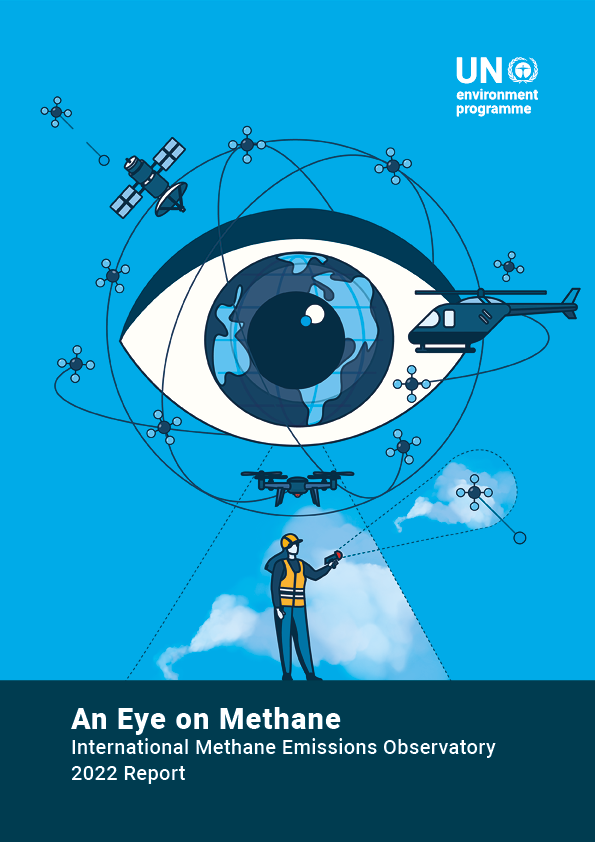 UN
environment
programme
An Eye on Methane
International Methane Emissions Observatory
2022 Report